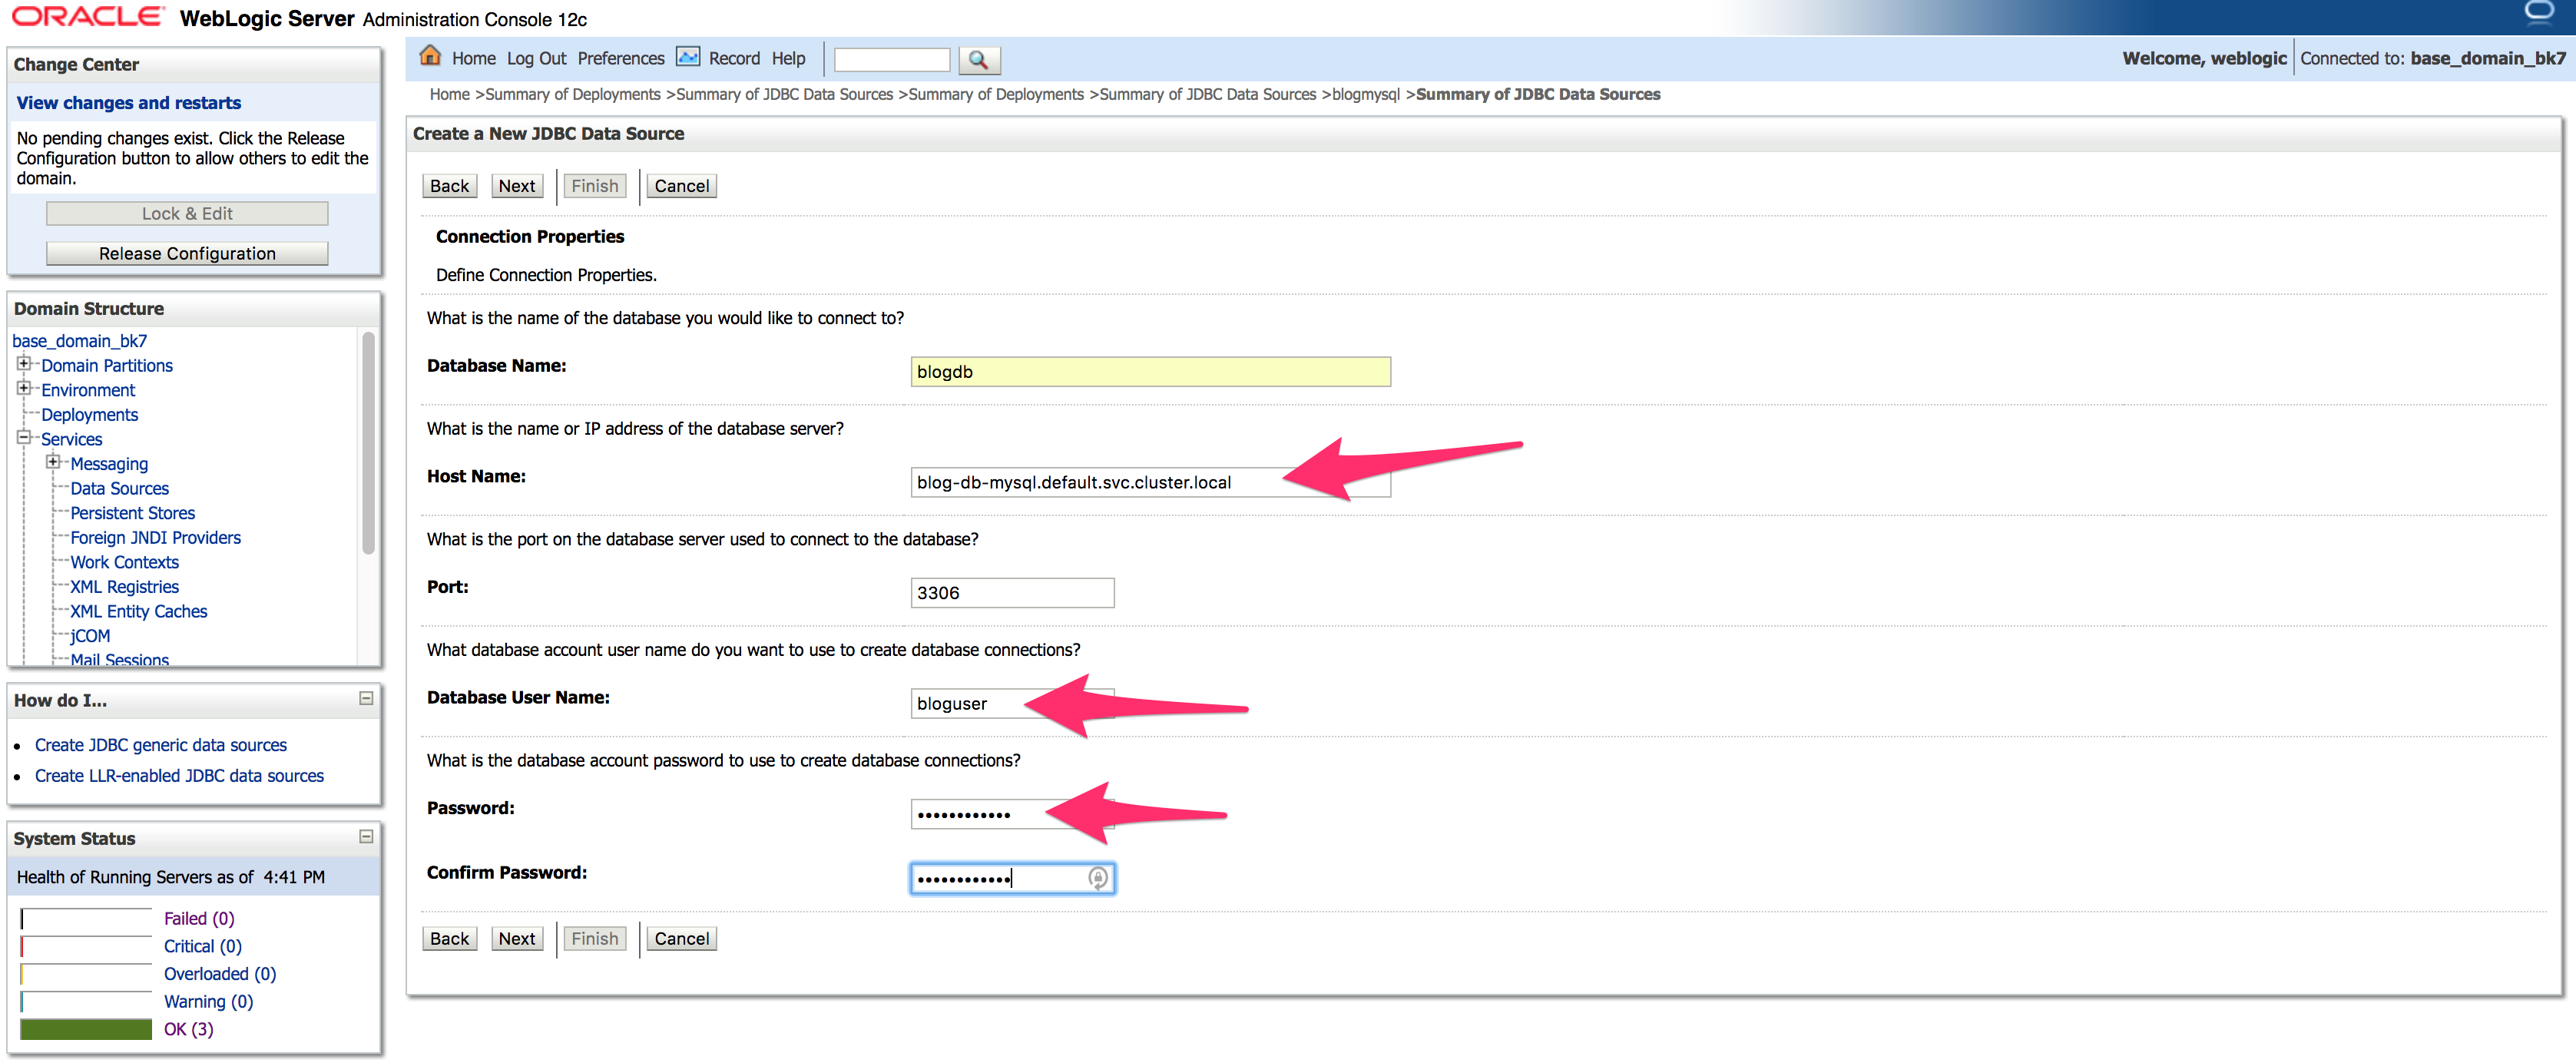 ORACLE WebLogic Server Administration Console 12c
Change Center
View changes and restarts
No pending changes exist. Click the Release
Configuration button to allow others to edit the
domain.
Lock & Edit
Release Configuration
Domain Structure
base_domain_bk7
Domain Partitions
Environment
Deployments
Services
Messaging
Data Sources
Persistent Stores
Foreign JNDI Providers
Work Contexts
XML Registries
XML Entity Caches
jCOM
Mail Sessions
How do I...
Create JDBC generic data sources
Create LLR-enabled JDBC data sources
System Status
Health of Running Servers as of 4:41 PM
Failed (0)
Critical (0)
Overloaded (0)
Warning (0)
OK (3)
Home Log Out Preferences Record Help
Welcome, weblogic Connected to: base_domain_bk7
Home >Summary of Deployments >Summary of JDBC Data Sources >Summary of Deployments >Summary of JDBC Data Sources >blogmysql >Summary of JDBC Data Sources
Create a New JDBC Data Source
Back Next Finish Cancel
Connection Properties
Define Connection Properties.
What is the name of the database you would like to connect to?
Database Name: blogdb
What is the name or IP address of the database server?
Host Name: blog-db-mysql.default.svc.cluster.local
What is the port on the database server used to connect to the database?
Port: 3306
What database account user name do you want to use to create database connections?
Database User Name: bloguser
What is the database account password to use to create database connections?
Password: ••••••••••••
Confirm Password: ••••••••••••
Back Next Finish Cancel